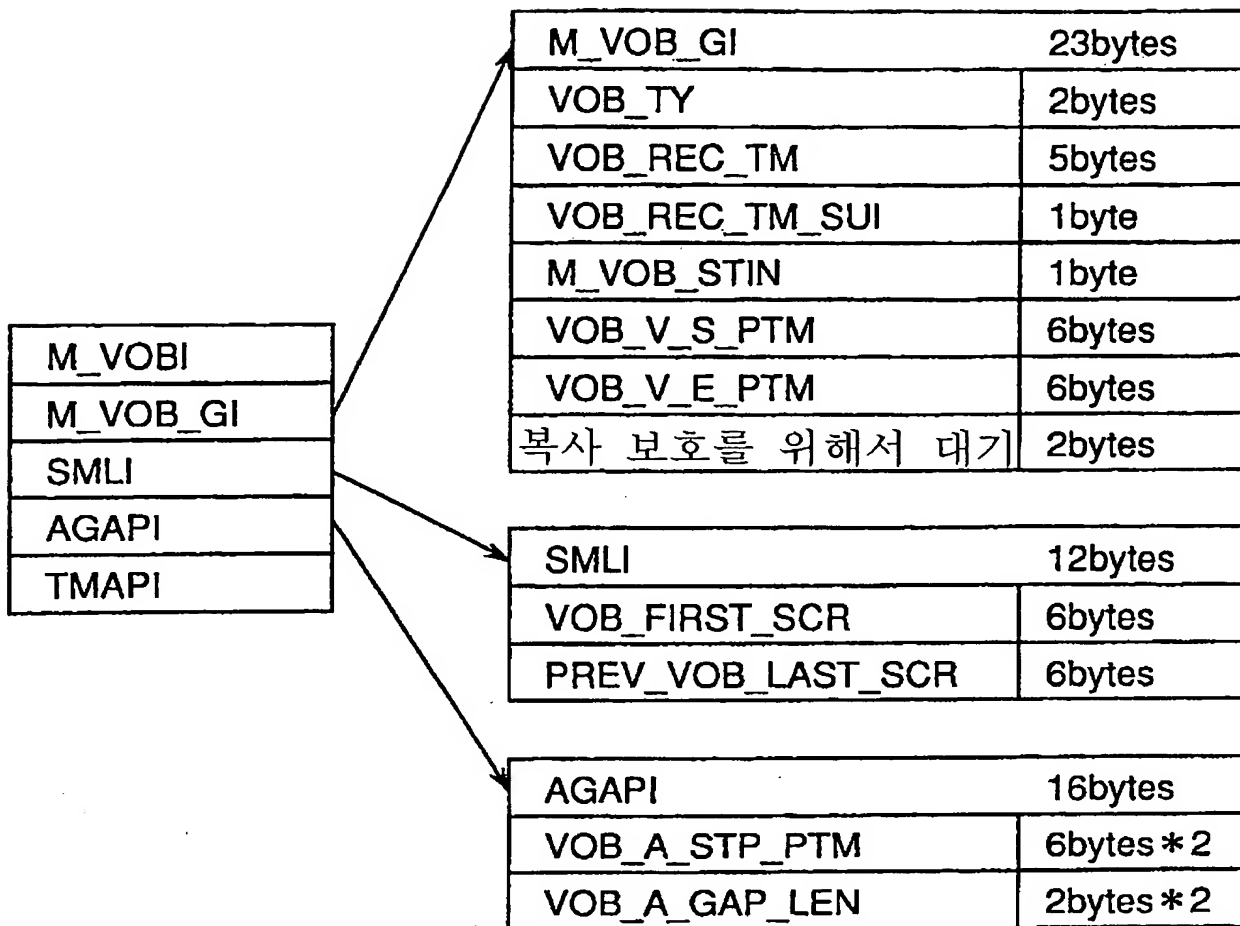 M_VOBI
M_VOB_GI
SMLI
AGAPI
TMAPI
M_VOB_GI 23bytes
VOB_TY 2bytes
VOB_REC_TM 5bytes
VOB_REC_TM_SUI 1byte
M_VOB_STIN 1byte
VOB_V_S_PTM 6bytes
VOB_V_E_PTM 6bytes
복사 보호를 위해서 대기 2bytes
SMLI 12bytes
VOB_FIRST_SCR 6bytes
PREV_VOB_LAST_SCR 6bytes
AGAPI 16bytes
VOB_A_STP_PTM 6bytes*2
VOB_A_GAP_LEN 2bytes*2